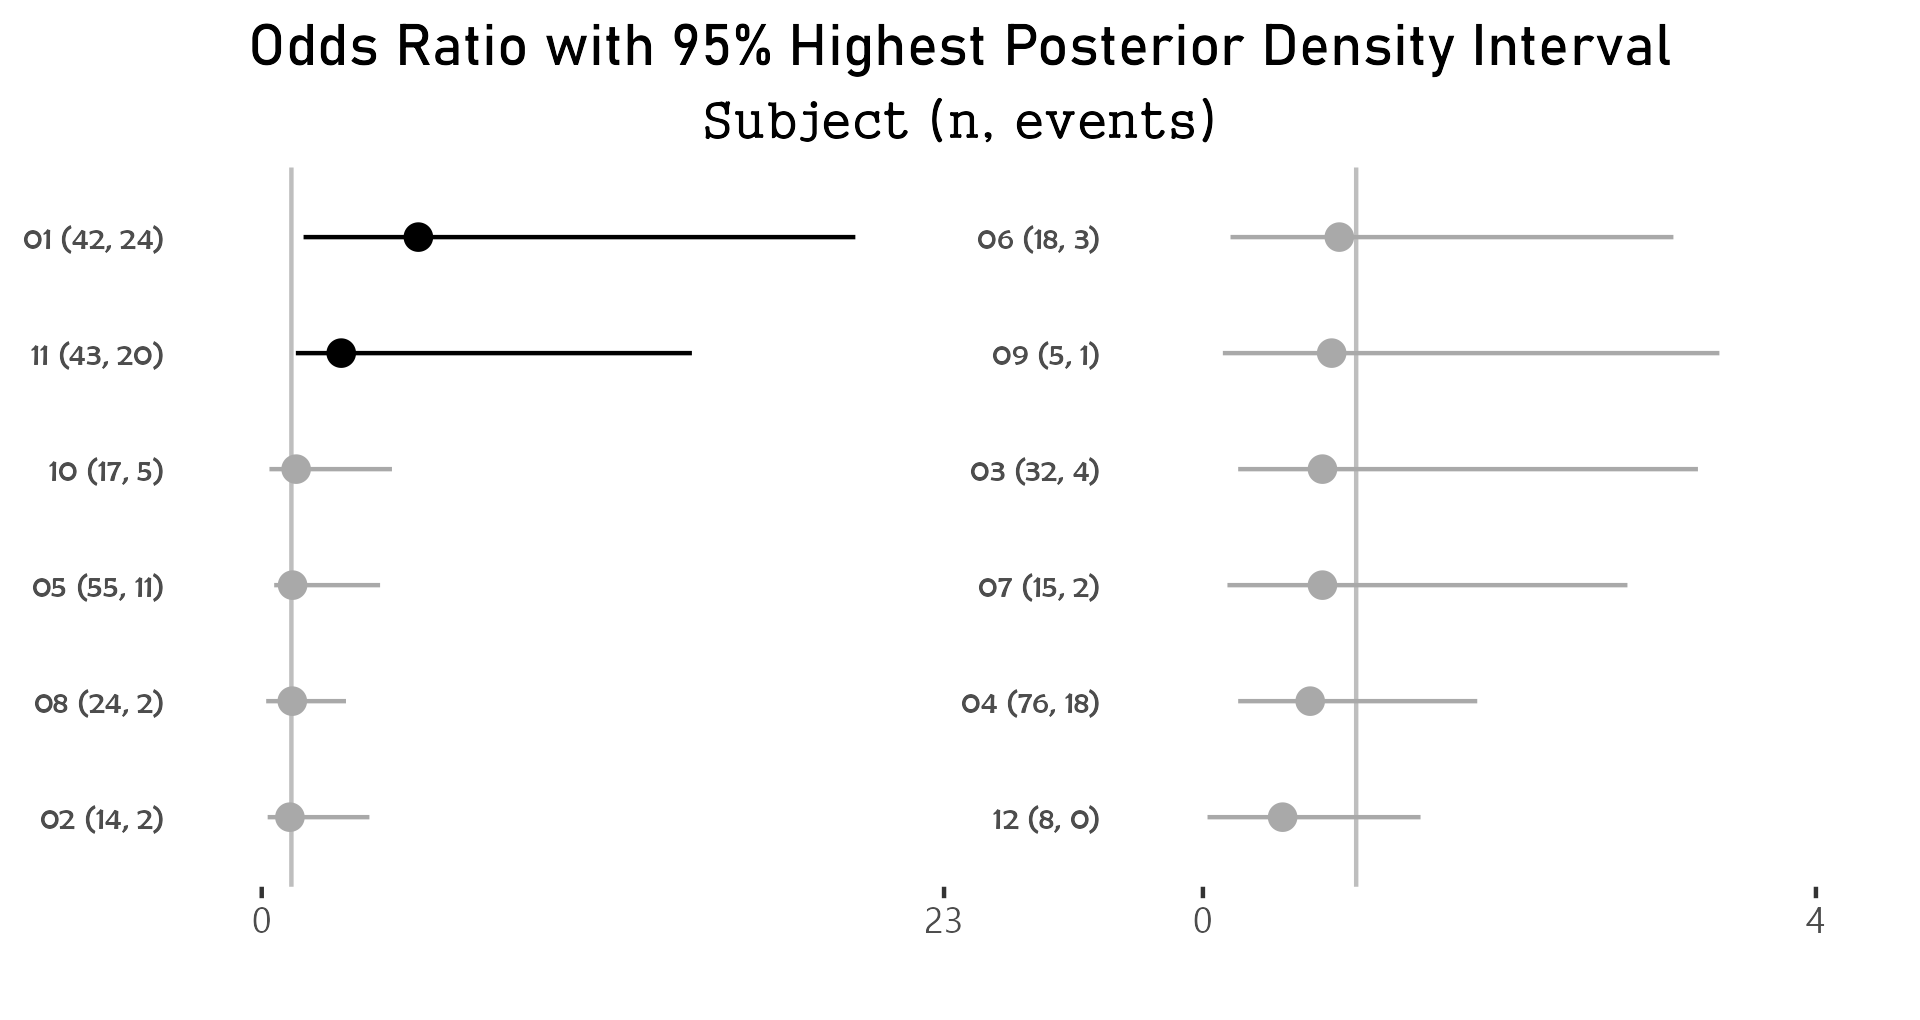 Odds Ratio with 95% Highest Posterior Density Interval
Subject (n, events)
01 (42, 24)
11 (43, 20)
10 (17, 5)
05 (55, 11)
08 (24, 2)
02 (14, 2)
0
23
06 (18, 3)
09 (5, 1)
03 (32, 4)
07 (15, 2)
04 (76, 18)
12 (8, 0)
0
4